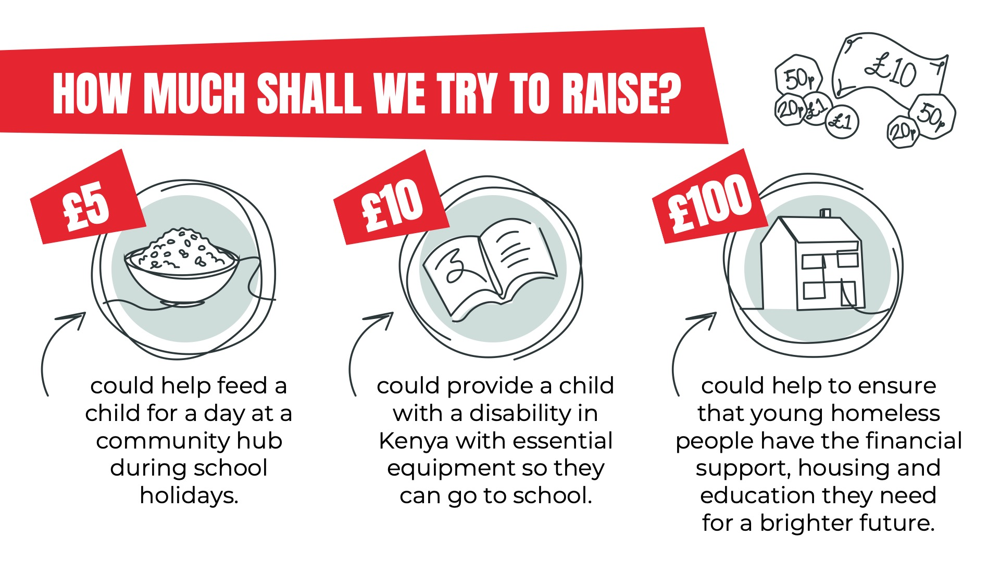 HOW MUCH SHALL WE TRY TO RAISE?
£10
50p
20p
£1
£1
50p
20p
£5
could help feed a
child for a day at a
community hub
during school
holidays.
£10
could provide a child
with a disability in
Kenya with essential
equipment so they
can go to school.
£100
could help to ensure
that young homeless
people have the financial
support, housing and
education they need
for a brighter future.